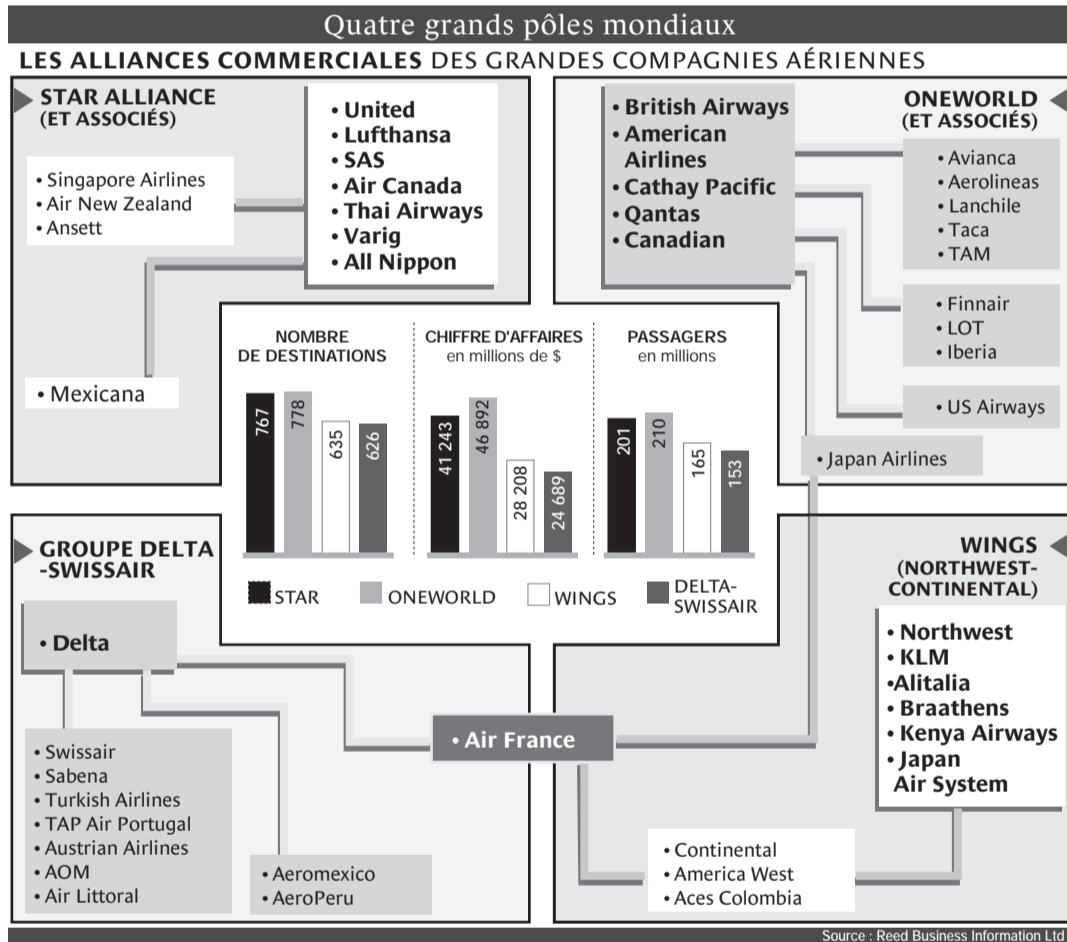 Quatre grands pôles mondiaux
LES ALLIANCES COMMERCIALES DES GRANDES COMPAGNIES AÉRIENNES
STAR ALLIANCE
(ET ASSOCIÉS)
• Singapore Airlines
• Air New Zealand
• Ansett
• Mexicana
• United
• Lufthansa
• SAS
• Air Canada
• Thai Airways
• Varig
• All Nippon
• British Airways
• American
Airlines
• Cathay Pacific
• Qantas
• Canadian
ONEWORLD
(ET ASSOCIÉS)
• Avianca
• Aerolineas
• Lanchile
• Taca
• TAM
• Finnair
• LOT
• Iberia
• US Airways
• Japan Airlines
NOMBRE
DE DESTINATIONS
767
778
635
626
CHIFFRE D'AFFAIRES
en millions de $
41 243
46 892
28 208
24 689
PASSAGERS
en millions
201
210
165
153
STAR
ONEWORLD
WINGS
DELTA-
SWISSAIR
GROUPE DELTA
-SWISSAIR
• Delta
• Swissair
• Sabena
• Turkish Airlines
• TAP Air Portugal
• Austrian Airlines
• AOM
• Air Littoral
• Aeromexico
• AeroPeru
• Air France
WINGS
(NORTHWEST-
CONTINENTAL)
• Northwest
• KLM
•Alitalia
• Braathens
• Kenya Airways
• Japan
Air System
• Continental
• America West
• Aces Colombia
Source : Reed Business Information Ltd